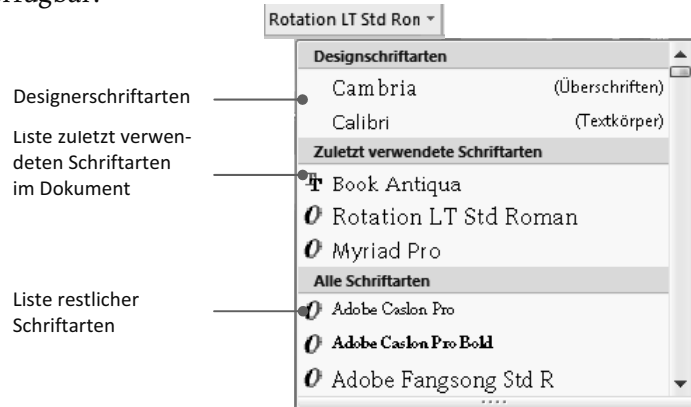 Rotation LT Std Ron
Designschriftarten
Cambria (Überschriften)
Calibri (Textkörper)
Zuletzt verwendete Schriftarten
Book Antiqua
Rotation LT Std Roman
Myriad Pro
Alle Schriftarten
Adobe Caslon Pro
Adobe Caslon Pro Bold
Adobe Fangsong Std R
Designerschriftarten
Liste zuletzt verwen-
deten Schriftarten
im Dokument
Liste restlicher
Schriftarten